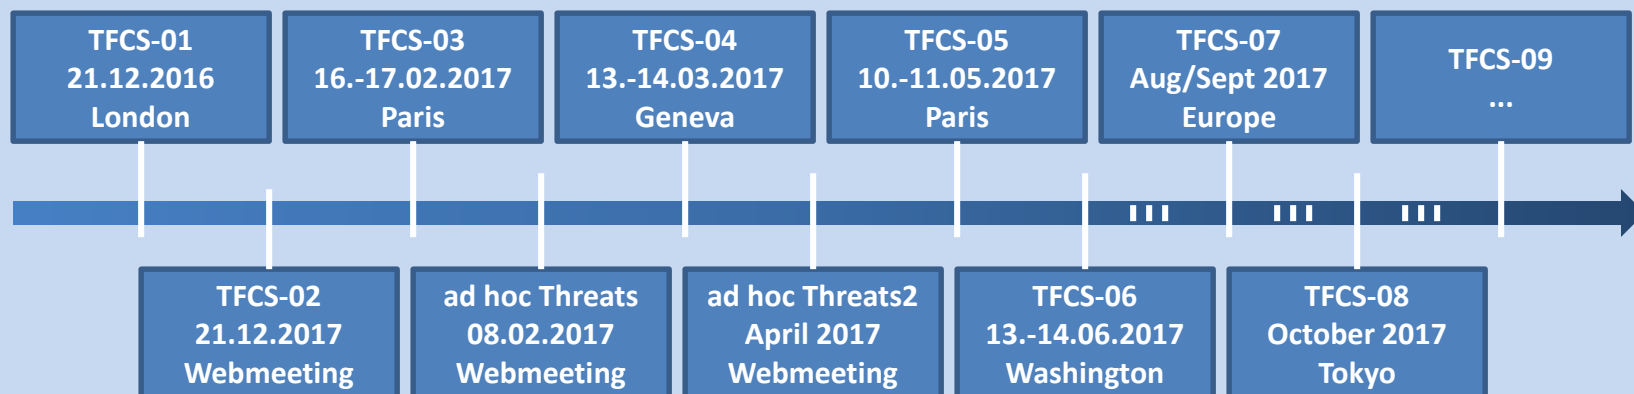 TFCS-01
21.12.2016
London
TFCS-03
16.-17.02.2017
Paris
TFCS-04
13.-14.03.2017
Geneva
TFCS-05
10.-11.05.2017
Paris
TFCS-07
Aug/Sept 2017
Europe
TFCS-09
...
TFCS-02
21.12.2017
Webmeeting
ad hoc Threats
08.02.2017
Webmeeting
ad hoc Threats2
April 2017
Webmeeting
TFCS-06
13.-14.06.2017
Washington
TFCS-08
October 2017
Tokyo